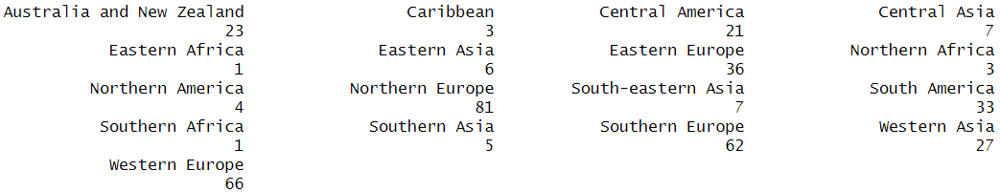 Australia and New Zealand Caribbean Central America Central Asia
23 3 21 7
Eastern Africa Eastern Asia Eastern Europe Northern Africa
1 6 36 3
Northern America Northern Europe South-eastern Asia South America
4 81 7 33
Southern Africa Southern Asia Southern Europe Western Asia
1 5 62 27
Western Europe
66